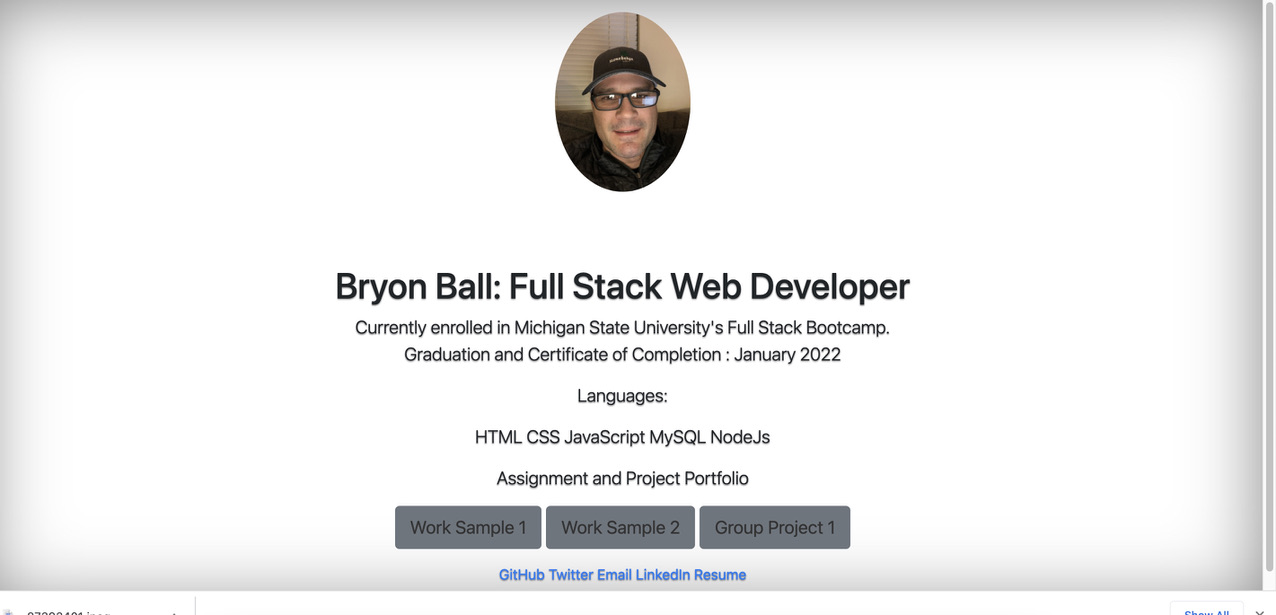 Bryon Ball: Full Stack Web Developer
Currently enrolled in Michigan State University's Full Stack Bootcamp.
Graduation and Certificate of Completion : January 2022
Languages:
HTML CSS JavaScript MySQL NodeJs
Assignment and Project Portfolio
Work Sample 1 Work Sample 2 Group Project 1
GitHub Twitter Email LinkedIn Resume
Show All